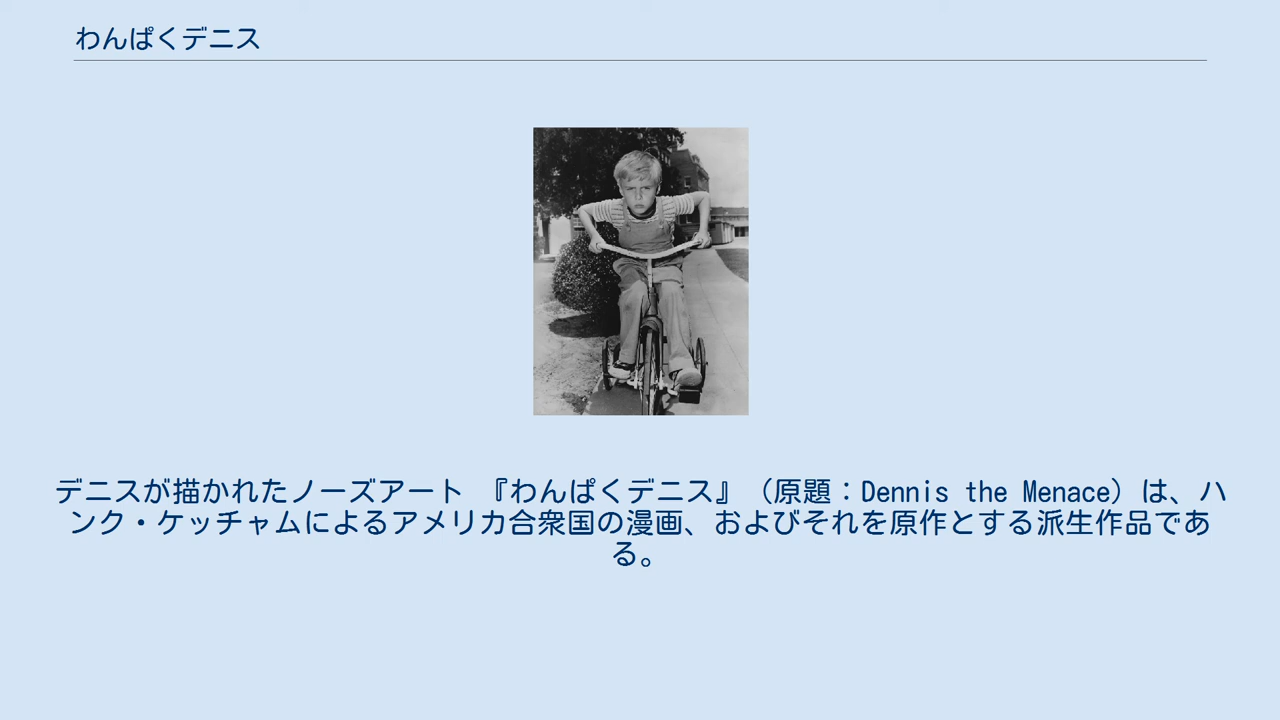 わんぱくデニス
デニスが描かれたノーズアート 『わんぱくデニス』（原題：Dennis the Menace）は、ハ
ンク・ケッチャムによるアメリカ合衆国の漫画、およびそれを原作とする派生作品であ
る。